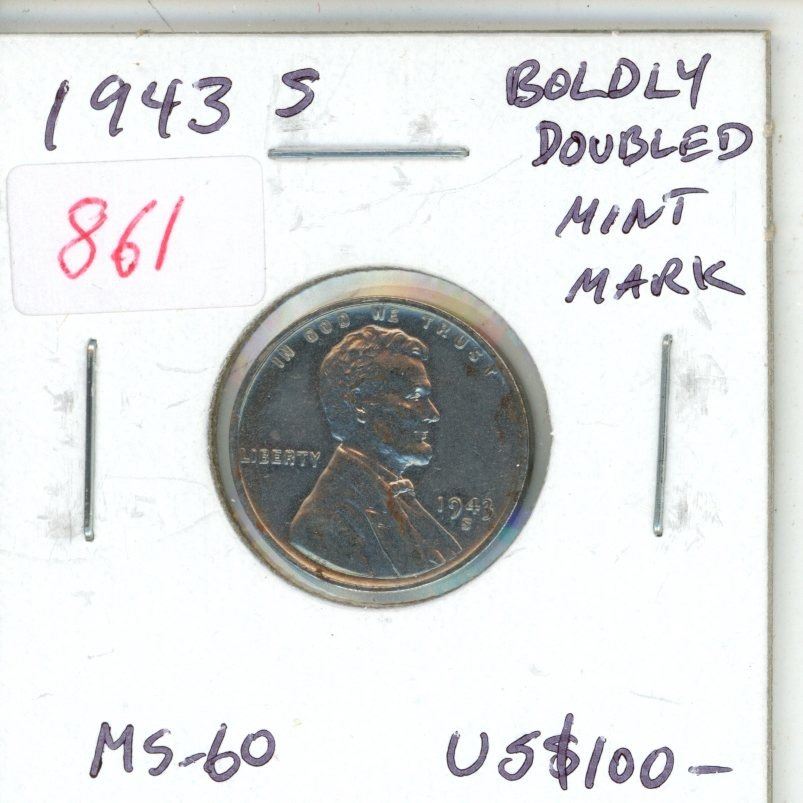 1943 S
BOLDLY
DOUBLED
MINT
MARK
861
IN GOD WE TRUST
LIBERTY
1943
S
MS-60
US$100-